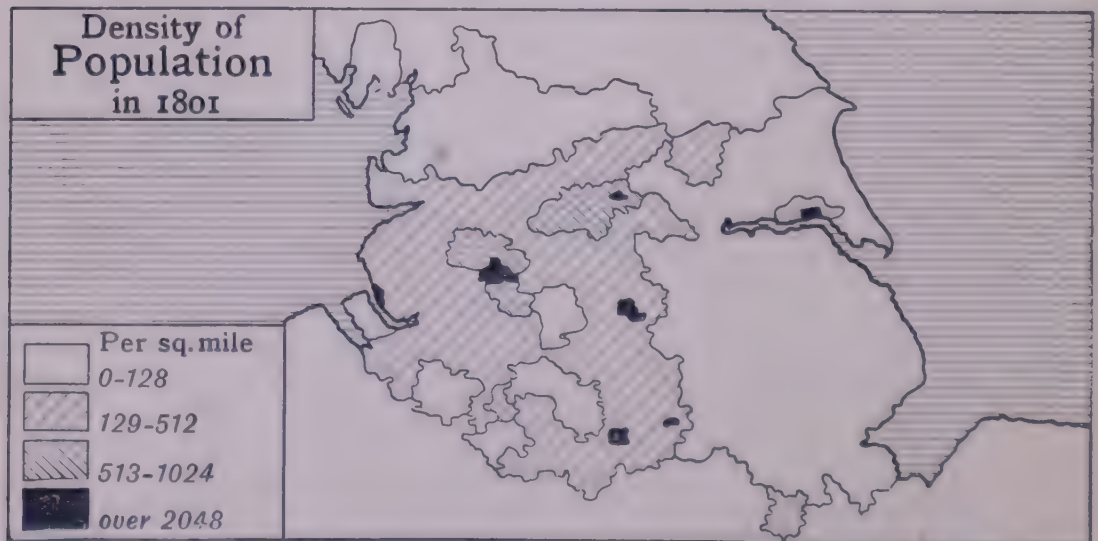 Density of
Population
in 1801
Per sq. mile
0-128
129-512
513-1024
over 2048